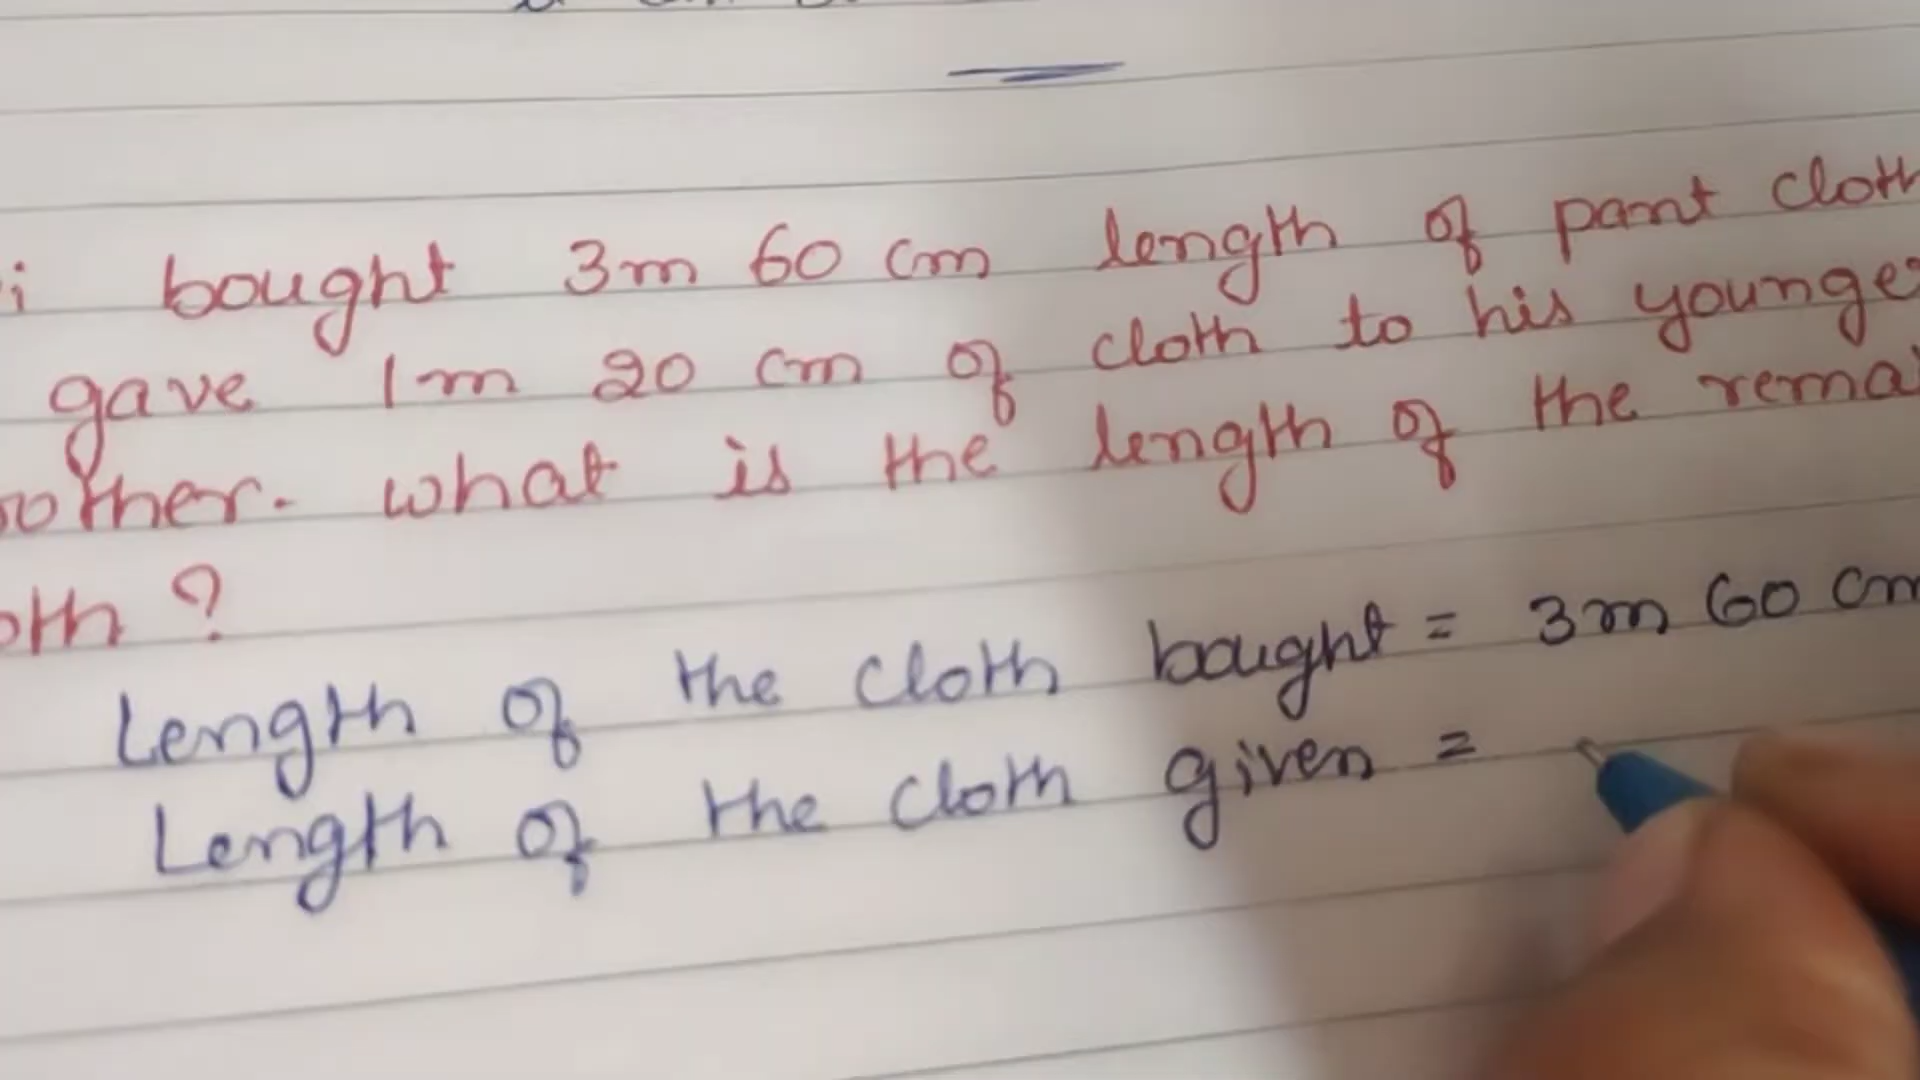 bought 3m 60 cm length of pant cloth
gave 1m 20 cm of cloth to his younger
what is the length of the
?
Length of the cloth bought = 3m 60 cm
Length of the cloth given =